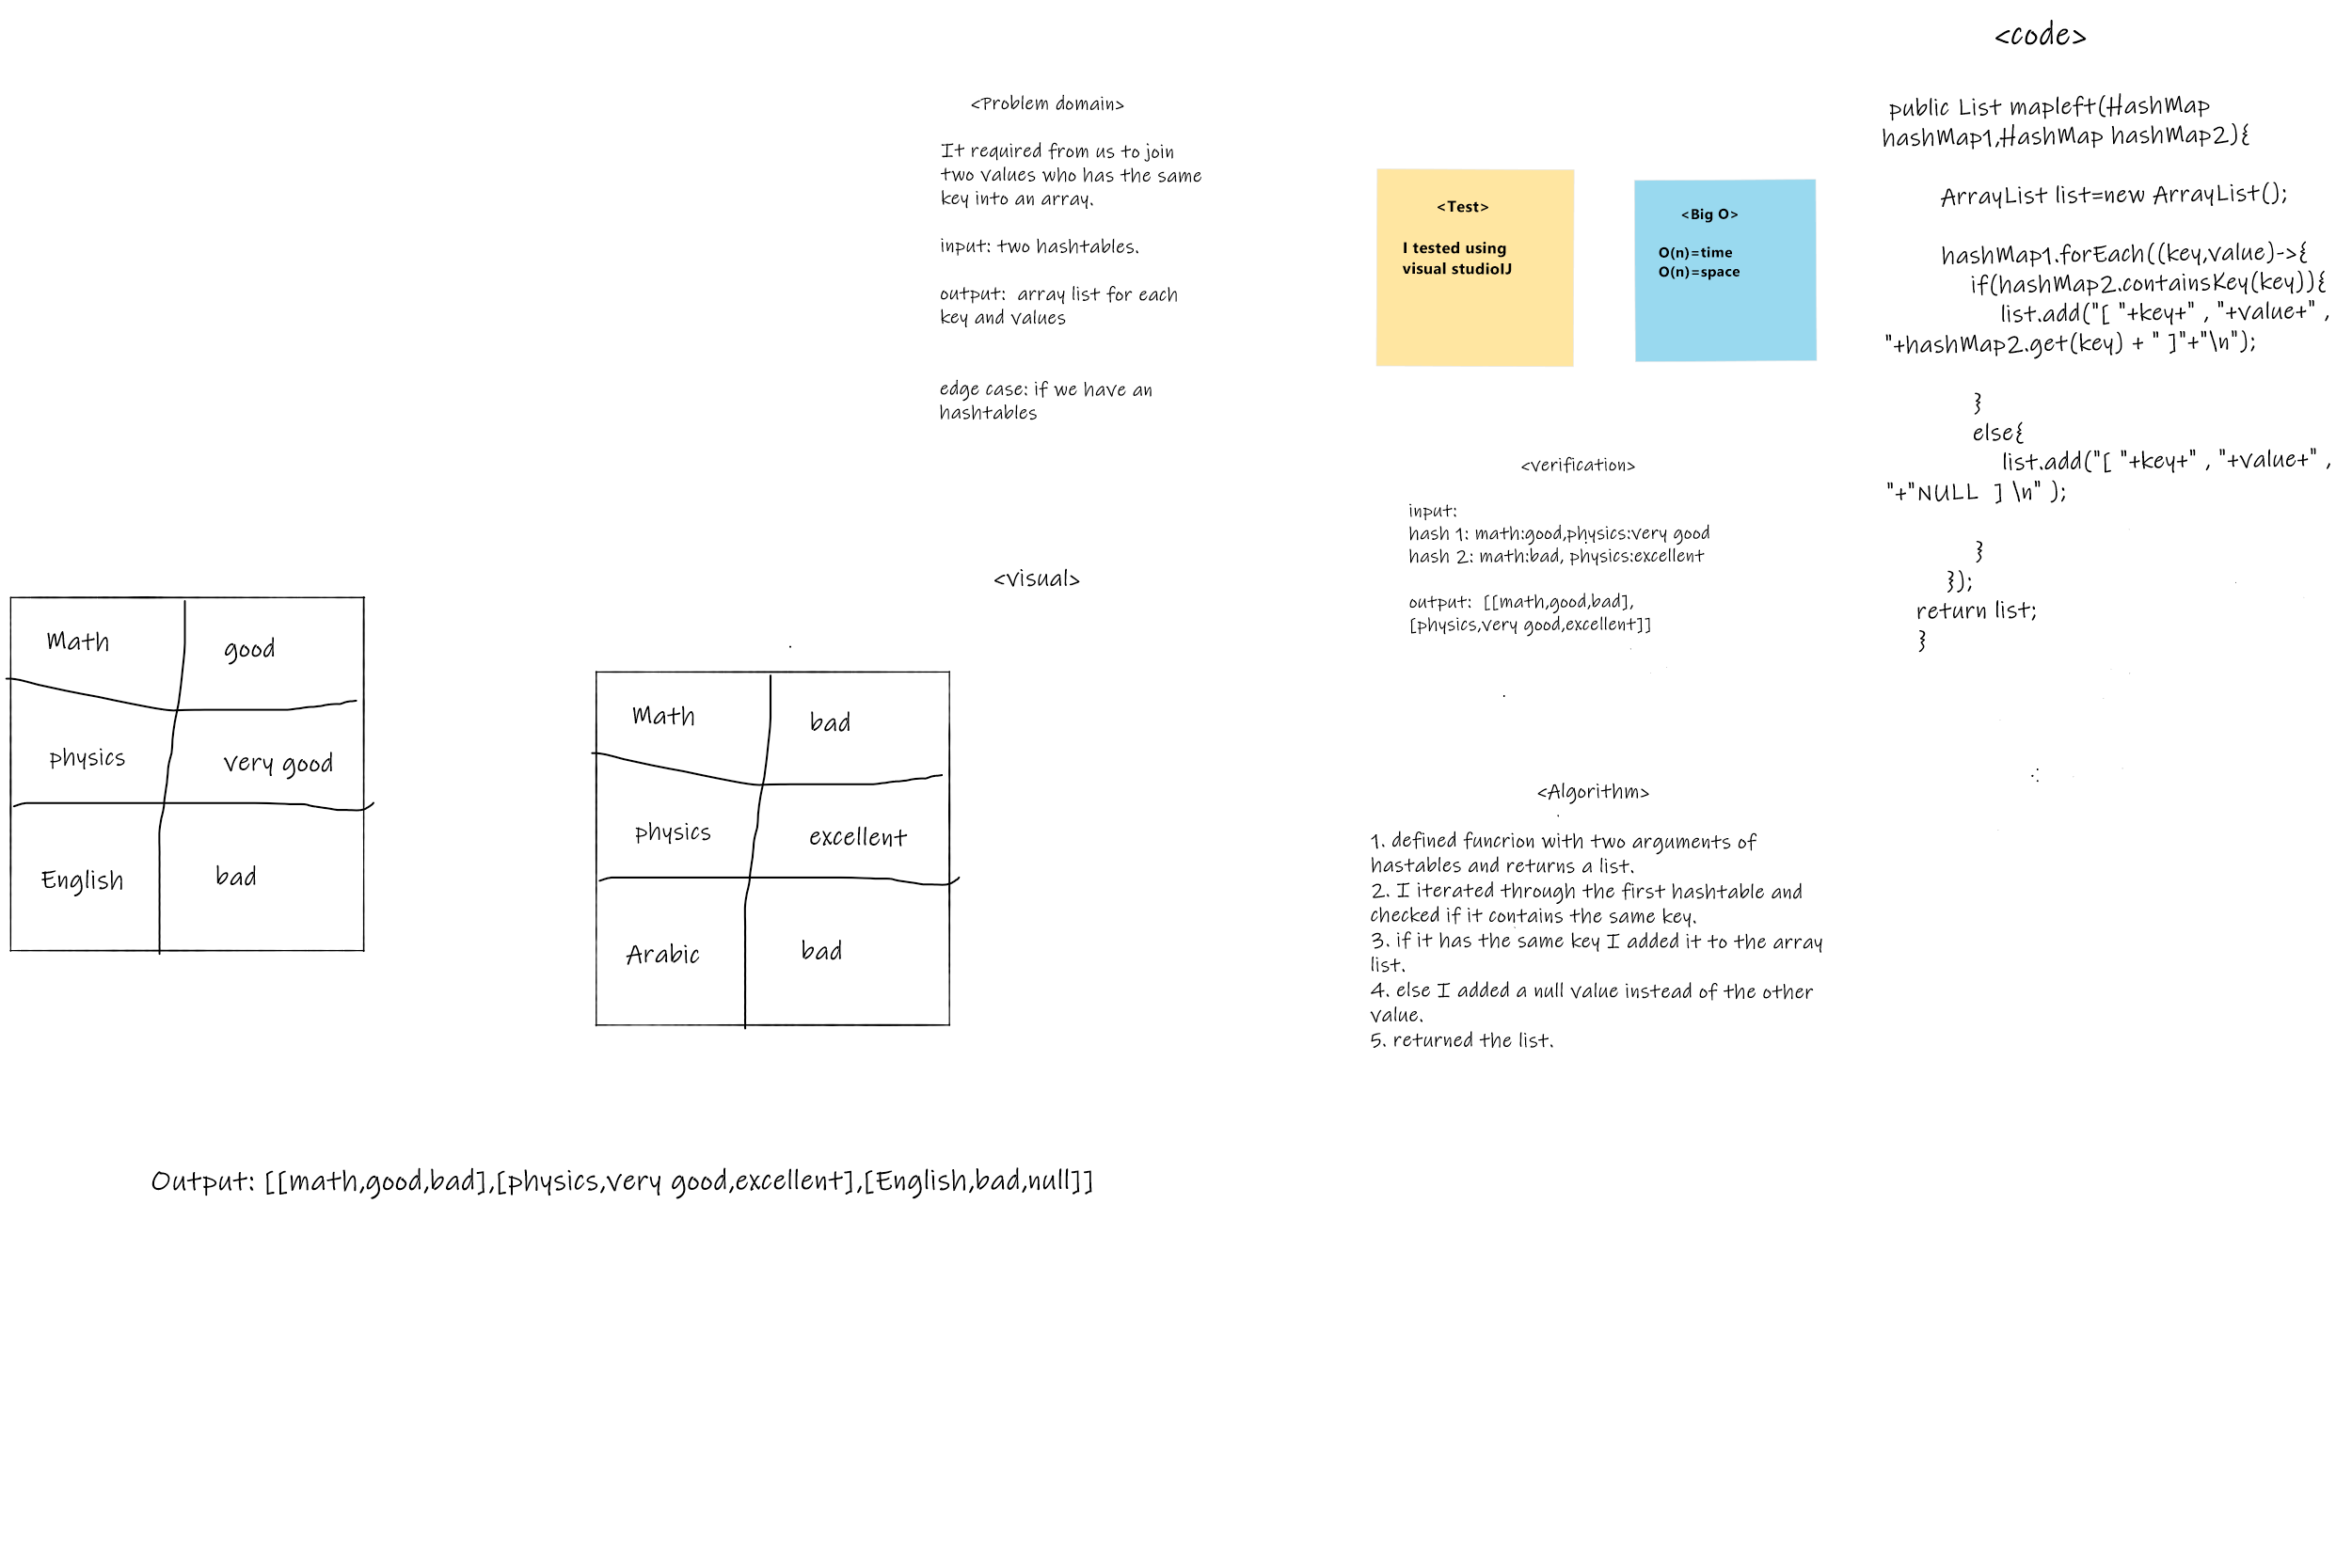 <Problem domain>
It required from us to join
two values who has the same
key into an array.
input: two hashtables.
output:  array list for each
key and values
edge case: if we have an
hashtables
<Test>
I tested using
visual studioIJ
<Big O>
O(n)=time
O(n)=space
<code>
public List mapleft(HashMap
hashMap1,HashMap hashMap2){
ArrayList list=new ArrayList();
hashMap1.forEach((key,value)->{
if(hashMap2.containsKey(key)){
list.add("[ "+key+" , "+value+" ,
"+hashMap2.get(key) + " ]"+"\n");
}
else{
list.add("[ "+key+" , "+value+" ,
"+"NULL  ] \n" );
}
});
return list;
}
<verification>
input:
hash 1: math:good,physics:very good
hash 2: math:bad, physics:excellent
output:  [[math,good,bad],
[physics,very good,excellent]]
<visual>
Math good
physics very good
English bad
Math bad
physics excellent
Arabic bad
<Algorithm>
1. defined funcrion with two arguments of
hastables and returns a list.
2. I iterated through the first hashtable and
checked if it contains the same key.
3. if it has the same key I added it to the array
list.
4. else I added a null value instead of the other
value.
5. returned the list.
Output: [[math,good,bad],[physics,very good,excellent],[English,bad,null]]